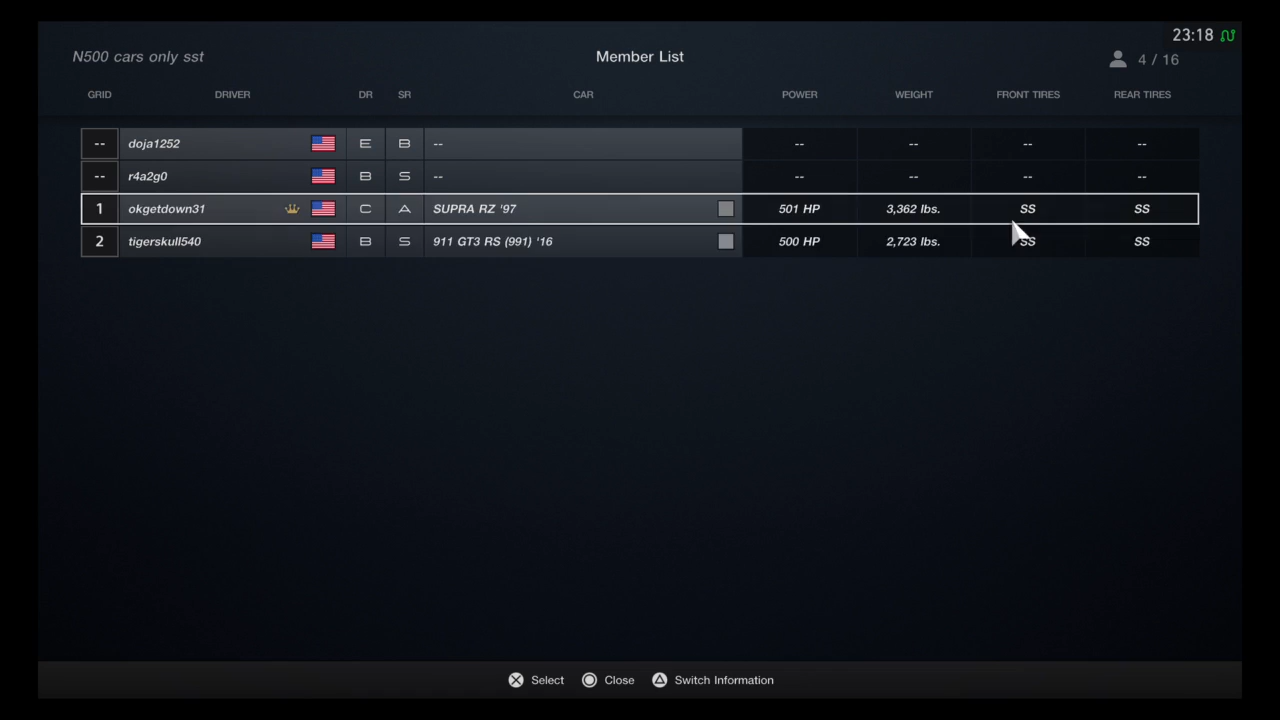 23:18
N500 cars only sst
Member List
4 / 16
GRID DRIVER DR SR CAR POWER WEIGHT FRONT TIRES REAR TIRES
-- doja1252 E B -- -- -- -- --
-- r4a2g0 B S -- -- -- -- --
1 okgetdown31 C A SUPRA RZ '97 501 HP 3,362 lbs. SS SS
2 tigerskull540 B S 911 GT3 RS (991) '16 500 HP 2,723 lbs. SS SS
Select Close Switch Information